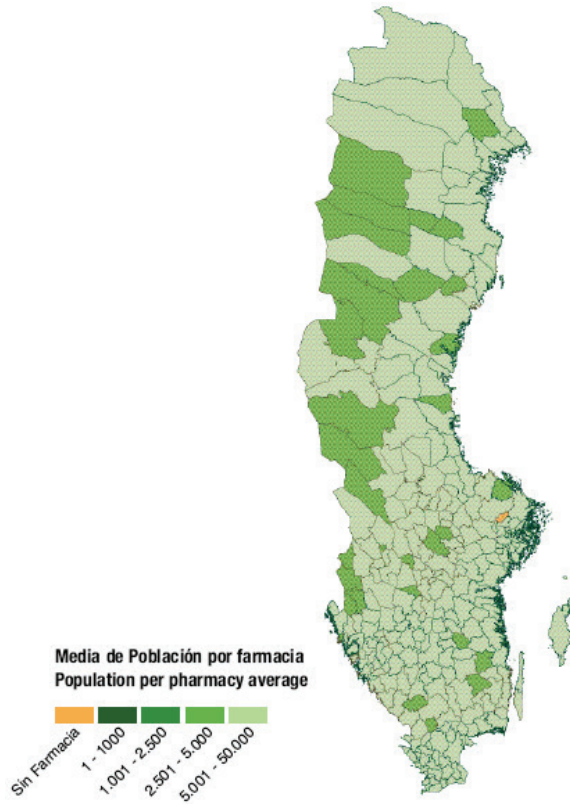 Media de Población por farmacia
Population per pharmacy average
Sin Farmacia
1 - 1000
1.001 - 2.500
2.501 - 5.000
5.001 - 50.000